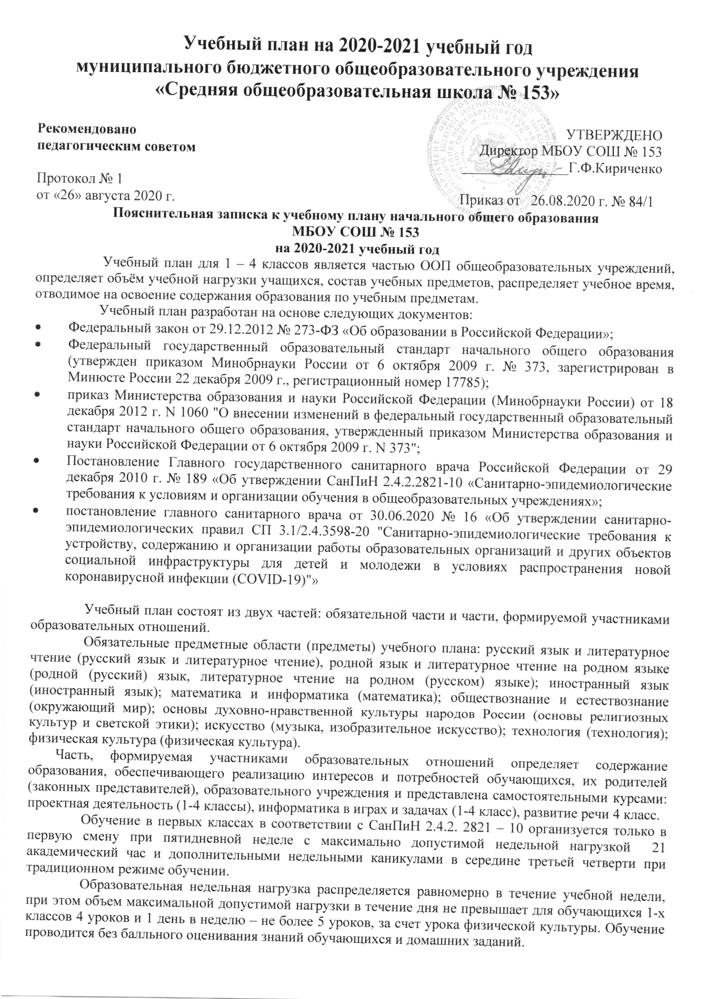 Учебный план на 2020-2021 учебный год
муниципального бюджетного общеобразовательного учреждения
«Средняя общеобразовательная школа № 153»
Рекомендовано
педагогическим советом
Протокол № 1
от «26» августа 2020 г.
УТВЕРЖДЕНО
Директор МБОУ СОШ № 153
Г.Ф.Кириченко
Приказ от 26.08.2020 г. № 84/1
Пояснительная записка к учебному плану начального общего образования
МБОУ СОШ № 153
на 2020-2021 учебный год
Учебный план для 1 – 4 классов является частью ООП общеобразовательных учреждений,
определяет объём учебной нагрузки учащихся, состав учебных предметов, распределяет учебное время,
отводимое на освоение содержания образования по учебным предметам.
Учебный план разработан на основе следующих документов:
• Федеральный закон от 29.12.2012 № 273-ФЗ «Об образовании в Российской Федерации»;
• Федеральный государственный образовательный стандарт начального общего образования
(утвержден приказом Минобрнауки России от 6 октября 2009 г. № 373, зарегистрирован в
Минюсте России 22 декабря 2009 г., регистрационный номер 17785);
• приказ Министерства образования и науки Российской Федерации (Минобрнауки России) от 18
декабря 2012 г. N 1060 "О внесении изменений в федеральный государственный образовательный
стандарт начального общего образования, утвержденный приказом Министерства образования и
науки Российской Федерации от 6 октября 2009 г. N 373";
• Постановление Главного государственного санитарного врача Российской Федерации от 29
декабря 2010 г. № 189 «Об утверждении СанПиН 2.4.2.2821-10 «Санитарно-эпидемиологические
требования к условиям и организации обучения в общеобразовательных учреждениях»;
• постановление главного санитарного врача от 30.06.2020 № 16 «Об утверждении санитарно-
эпидемиологических правил СП 3.1/2.4.3598-20 "Санитарно-эпидемиологические требования к
устройству, содержанию и организации работы образовательных организаций и других объектов
социальной инфраструктуры для детей и молодежи в условиях распространения новой
коронавирусной инфекции (COVID-19)"»
Учебный план состоят из двух частей: обязательной части и части, формируемой участниками
образовательных отношений.
Обязательные предметные области (предметы) учебного плана: русский язык и литературное
чтение (русский язык и литературное чтение), родной язык и литературное чтение на родном языке
(родной (русский) язык, литературное чтение на родном (русском) языке); иностранный язык
(иностранный язык); математика и информатика (математика); обществознание и естествознание
(окружающий мир); основы духовно-нравственной культуры народов России (основы религиозных
культур и светской этики); искусство (музыка, изобразительное искусство); технология (технология);
физическая культура (физическая культура).
Часть, формируемая участниками образовательных отношений определяет содержание
образования, обеспечивающего реализацию интересов и потребностей обучающихся, их родителей
(законных представителей), образовательного учреждения и представлена самостоятельными курсами:
проектная деятельность (1-4 классы), информатика в играх и задачах (1-4 класс), развитие речи 4 класс.
Обучение в первых классах в соответствии с СанПиН 2.4.2. 2821 – 10 организуется только в
первую смену при пятидневной неделе с максимально допустимой недельной нагрузкой 21
академический час и дополнительными недельными каникулами в середине третьей четверти при
традиционном режиме обучении.
Образовательная недельная нагрузка распределяется равномерно в течение учебной недели,
при этом объем максимальной допустимой нагрузки в течение дня не превышает для обучающихся 1-х
классов 4 уроков и 1 день в неделю – не более 5 уроков, за счет урока физической культуры. Обучение
проводится без балльного оценивания знаний обучающихся и домашних заданий.